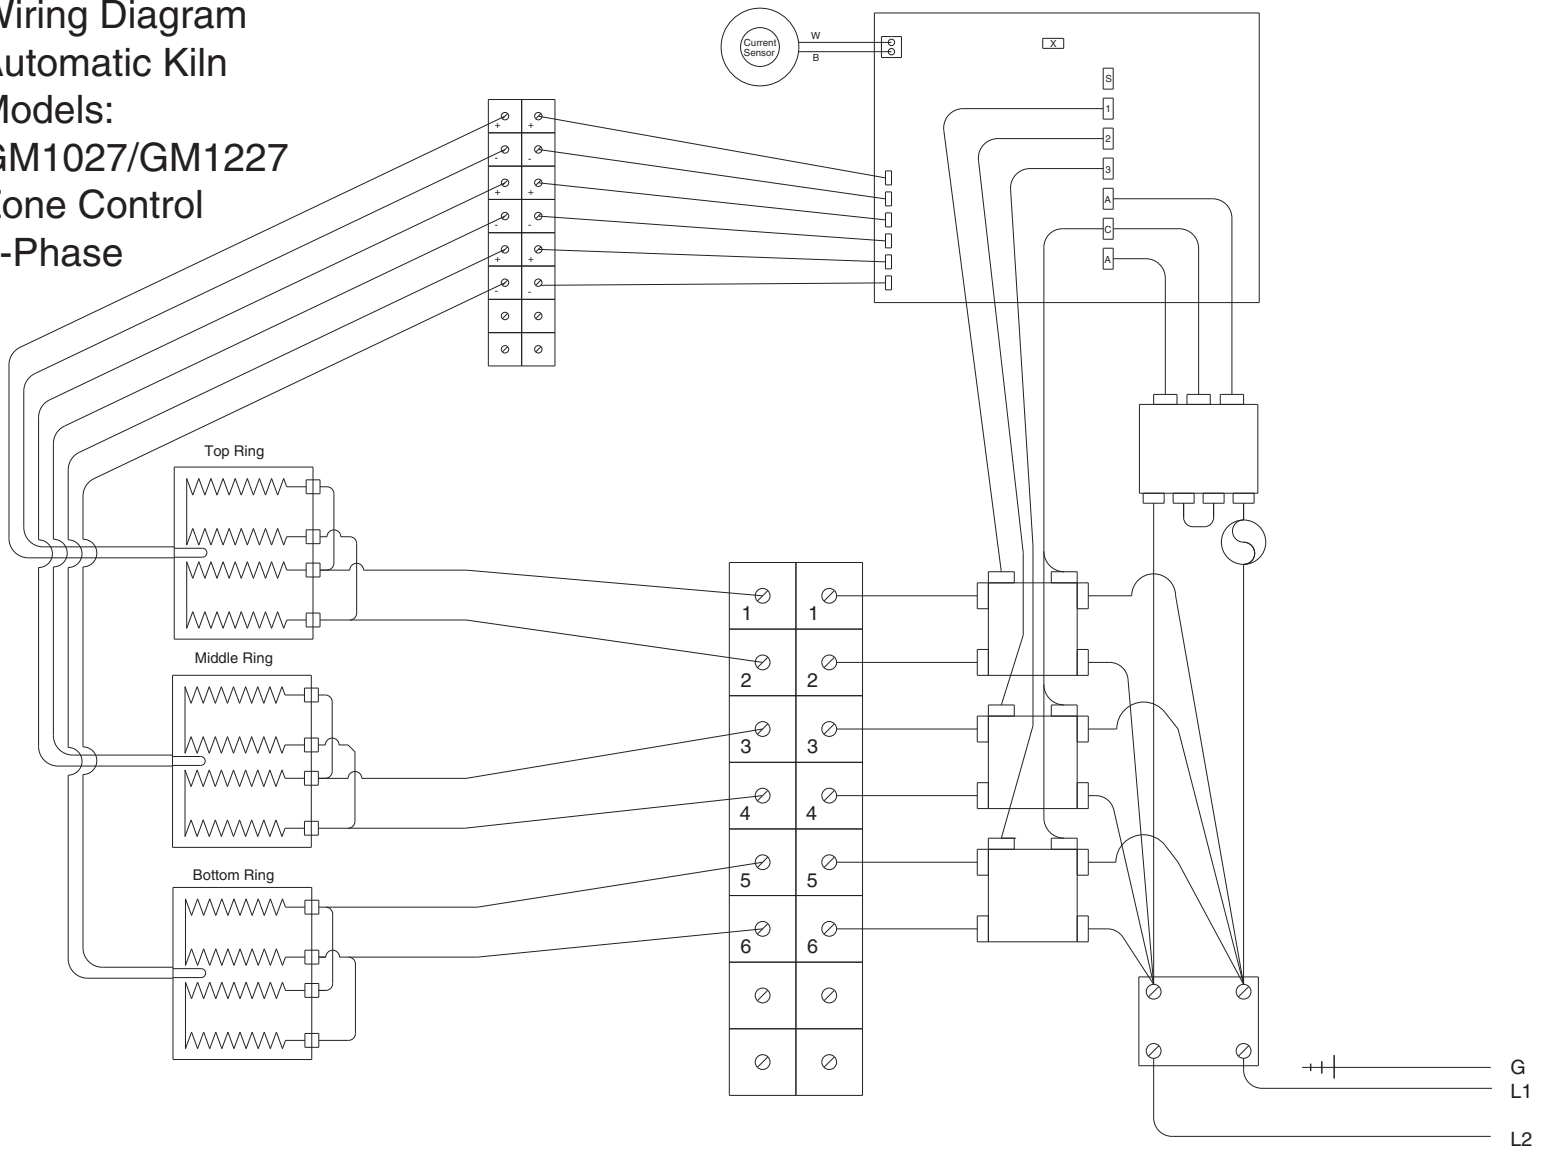 Wiring Diagram
Automatic Kiln
Models:
GM1027/GM1227
Zone Control
-Phase
Current
Sensor
W
B
X
S
1
2
3
A
C
A
+ +
- -
+ +
- -
+ +
- -
Top Ring
Middle Ring
Bottom Ring
1 1
2 2
3 3
4 4
5 5
6 6
G
L1
L2